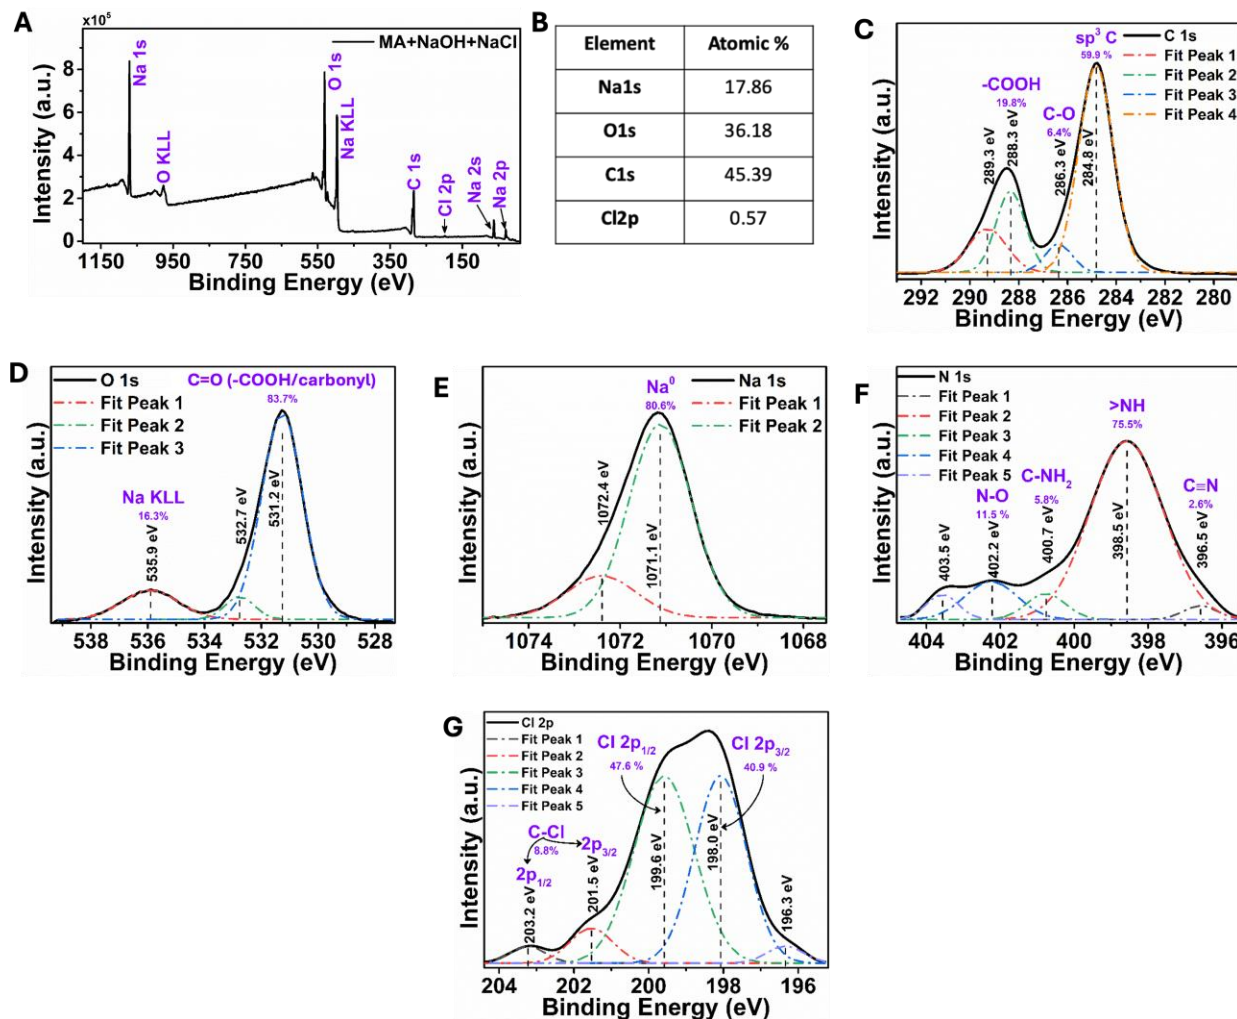 A
x10⁵
Intensity (a.u.)
8
6
4
2
0
MA+NaOH+NaCl
Na 1s
O KLL
O 1s
Na KLL
C 1s
Cl 2p
Na 2s
Na 2p
1150 950 750 550 350 150
Binding Energy (eV)
B
Element Atomic %
Na1s 17.86
O1s 36.18
C1s 45.39
Cl2p 0.57
C
Intensity (a.u.)
sp³ C
59.9 %
-COOH
19.8%
C-O
6.4%
289.3 eV
288.3 eV
286.3 eV
284.8 eV
C 1s
Fit Peak 1
Fit Peak 2
Fit Peak 3
Fit Peak 4
292 290 288 286 284 282 280
Binding Energy (eV)
D
Intensity (a.u.)
O 1s
Fit Peak 1
Fit Peak 2
Fit Peak 3
C=O (-COOH/carbonyl)
83.7%
Na KLL
16.3%
535.9 eV
532.7 eV
531.2 eV
538 536 534 532 530 528
Binding Energy (eV)
E
Intensity (a.u.)
Na⁰
80.6%
1072.4 eV
1071.1 eV
Na 1s
Fit Peak 1
Fit Peak 2
1074 1072 1070 1068
Binding Energy (eV)
F
Intensity (a.u.)
N 1s
Fit Peak 1
Fit Peak 2
Fit Peak 3
Fit Peak 4
Fit Peak 5
>NH
75.5%
C-NH₂
5.8%
N-O
11.5 %
C≡N
2.6%
403.5 eV
402.2 eV
400.7 eV
398.5 eV
396.5 eV
404 402 400 398 396
Binding Energy (eV)
G
Intensity (a.u.)
Cl 2p
Fit Peak 1
Fit Peak 2
Fit Peak 3
Fit Peak 4
Fit Peak 5
Cl 2p₁/₂
47.6 %
Cl 2p₃/₂
40.9 %
C-Cl
8.8%
2p₃/₂
2p₁/₂
203.2 eV
201.5 eV
199.6 eV
198.0 eV
196.3 eV
204 202 200 198 196
Binding Energy (eV)